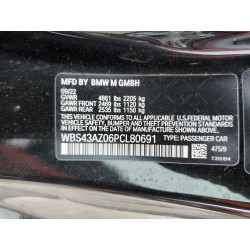 MFD BY BMW M GMBH
09/22
GVWR 4861 lbs 2205 kg
GAWR FRONT 2469 lbs 1120 kg
GAWR REAR 2535 lbs 1150 kg
THIS VEHICLE CONFORMS TO ALL APPLICABLE
U.S. FEDERAL MOTOR VEHICLE SAFETY, BUMPER,
AND THEFT PREVENTION STANDARDS IN EFFECT
ON THE DATE OF MANUFACTURE SHOWN ABOVE.
WBS43AZ06PCL80691
TYPE: PASSENGER CAR
475/9